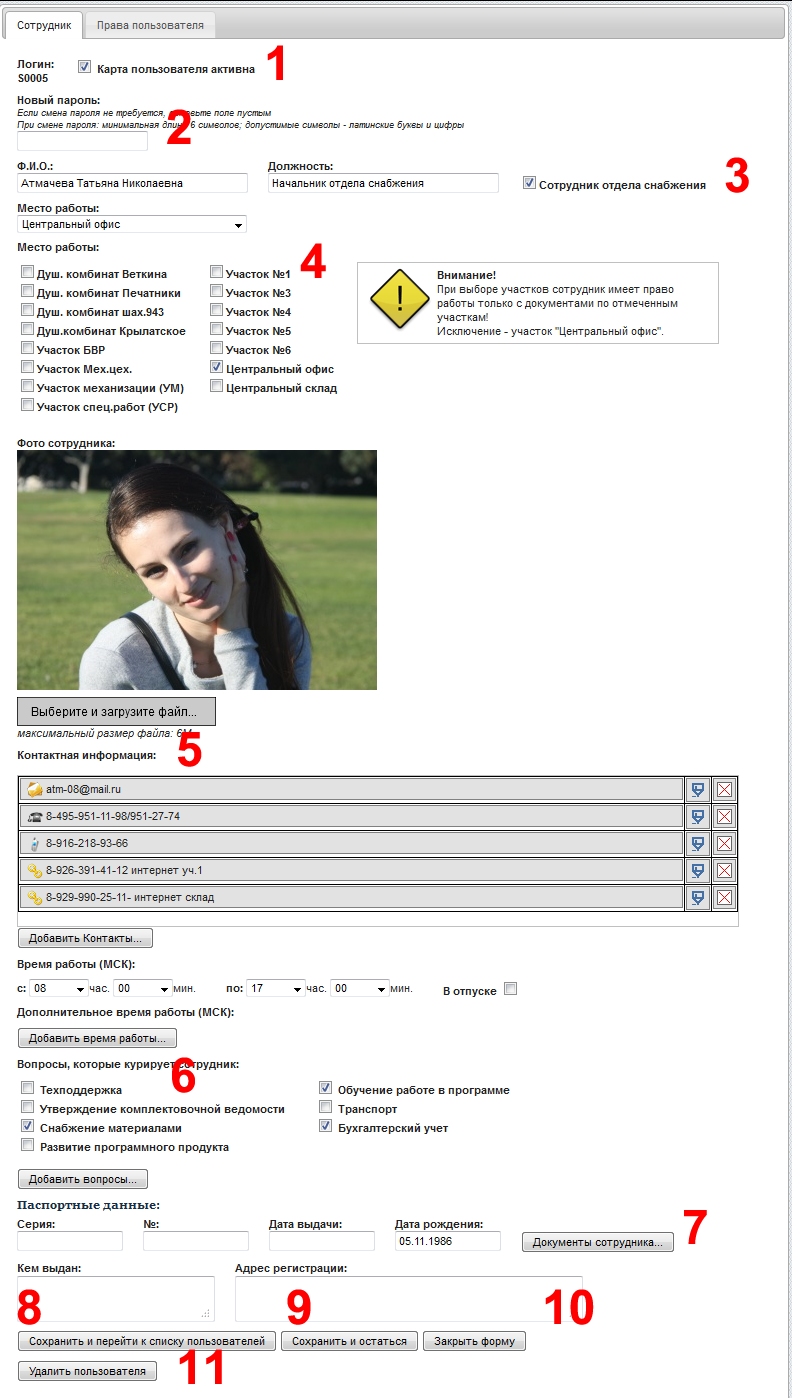 Сотрудник Права пользователя
Логин: Карта пользователя активна 1
S0005
Новый пароль:
Если смена пароля не требуется, оставьте поле пустым 2
При смене пароля: минимальная длина 6 символов; допустимые символы - латинские буквы и цифры
Ф.И.О.: Должность:
Атмачева Татьяна Николаевна Начальник отдела снабжения Сотрудник отдела снабжения 3
Место работы:
Центральный офис
Место работы:
Душ. комбинат Веткина Участок №1 4
Душ. комбинат Печатники Участок №3
Душ. комбинат шах.943 Участок №4
Душ.комбинат Крылатское Участок №5
Участок БВР Участок №6
Участок Мех.цех. Центральный офис
Участок механизации (УМ) Центральный склад
Участок спец.работ (УСР)
Внимание!
При выборе участков сотрудник имеет право
работы только с документами по отмеченным
участкам!
Исключение - участок "Центральный офис".
Фото сотрудника:
Выберите и загрузите файл...
максимальный размер файла: 6М
5
Контактная информация:
atm-08@mail.ru
8-495-951-11-98/951-27-74
8-916-218-93-66
8-926-391-41-12 интернет уч.1
8-929-990-25-11- интернет склад
Добавить Контакты...
Время работы (МСК):
с: 08 час. 00 мин. по: 17 час. 00 мин. В отпуске
Дополнительное время работы (МСК):
Добавить время работы...
Вопросы, которые курирует сотрудник:
6
Техподдержка Обучение работе в программе
Утверждение комплектовочной ведомости Транспорт
Снабжение материалами Бухгалтерский учет
Развитие программного продукта
Добавить вопросы...
Паспортные данные:
Серия: №: Дата выдачи: Дата рождения: 7
05.11.1986 Документы сотрудника...
Кем выдан: Адрес регистрации:
8 9 10
Сохранить и перейти к списку пользователей Сохранить и остаться Закрыть форму
Удалить пользователя 11